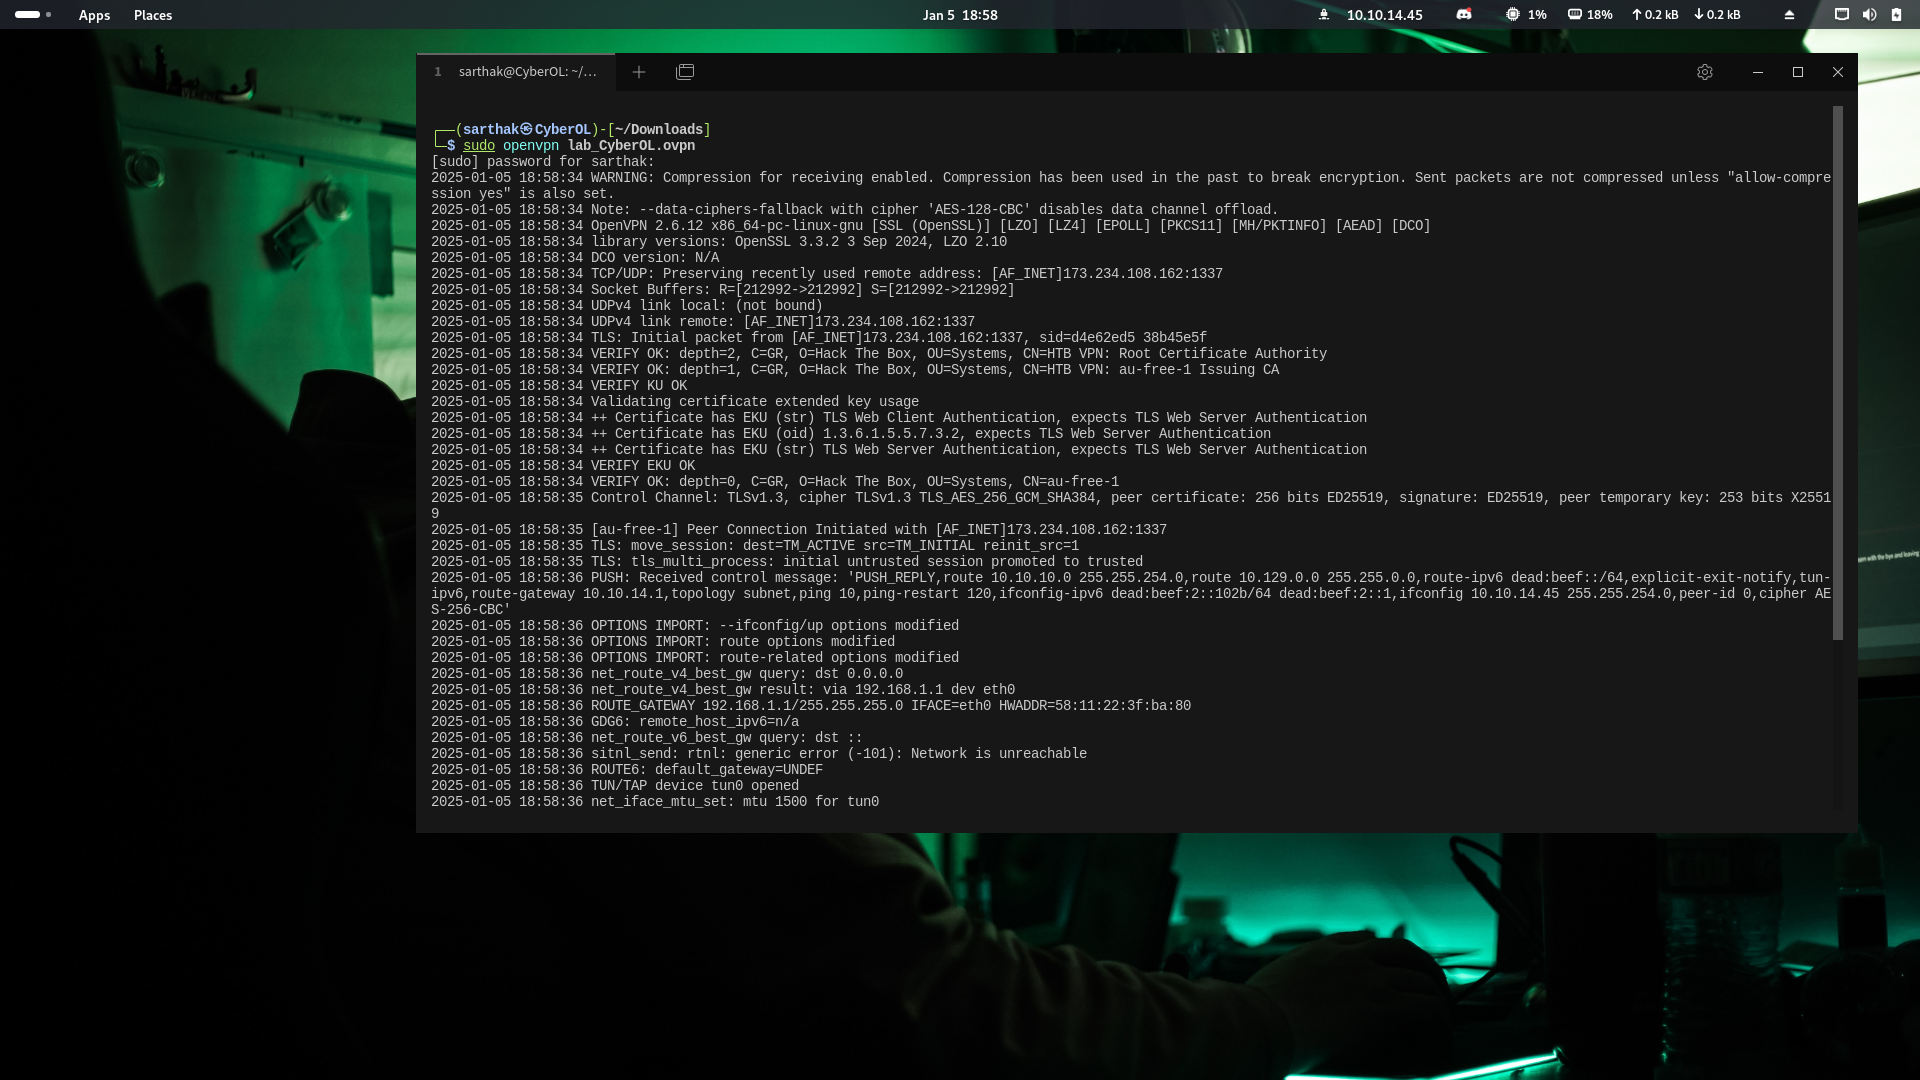 Apps Places Jan 5 18:58 10.10.14.45 1% 18% 0.2 kB 0.2 kB
1 sarthak@CyberOL: ~/…
(sarthak㉿CyberOL)-[~/Downloads]
$ sudo openvpn lab_CyberOL.ovpn
[sudo] password for sarthak:
2025-01-05 18:58:34 WARNING: Compression for receiving enabled. Compression has been used in the past to break encryption. Sent packets are not compressed unless "allow-compre
ssion yes" is also set.
2025-01-05 18:58:34 Note: --data-ciphers-fallback with cipher 'AES-128-CBC' disables data channel offload.
2025-01-05 18:58:34 OpenVPN 2.6.12 x86_64-pc-linux-gnu [SSL (OpenSSL)] [LZO] [LZ4] [EPOLL] [PKCS11] [MH/PKTINFO] [AEAD] [DCO]
2025-01-05 18:58:34 library versions: OpenSSL 3.3.2 3 Sep 2024, LZO 2.10
2025-01-05 18:58:34 DCO version: N/A
2025-01-05 18:58:34 TCP/UDP: Preserving recently used remote address: [AF_INET]173.234.108.162:1337
2025-01-05 18:58:34 Socket Buffers: R=[212992->212992] S=[212992->212992]
2025-01-05 18:58:34 UDPv4 link local: (not bound)
2025-01-05 18:58:34 UDPv4 link remote: [AF_INET]173.234.108.162:1337
2025-01-05 18:58:34 TLS: Initial packet from [AF_INET]173.234.108.162:1337, sid=d4e62ed5 38b45e5f
2025-01-05 18:58:34 VERIFY OK: depth=2, C=GR, O=Hack The Box, OU=Systems, CN=HTB VPN: Root Certificate Authority
2025-01-05 18:58:34 VERIFY OK: depth=1, C=GR, O=Hack The Box, OU=Systems, CN=HTB VPN: au-free-1 Issuing CA
2025-01-05 18:58:34 VERIFY KU OK
2025-01-05 18:58:34 Validating certificate extended key usage
2025-01-05 18:58:34 ++ Certificate has EKU (str) TLS Web Client Authentication, expects TLS Web Server Authentication
2025-01-05 18:58:34 ++ Certificate has EKU (oid) 1.3.6.1.5.5.7.3.2, expects TLS Web Server Authentication
2025-01-05 18:58:34 ++ Certificate has EKU (str) TLS Web Server Authentication, expects TLS Web Server Authentication
2025-01-05 18:58:34 VERIFY EKU OK
2025-01-05 18:58:34 VERIFY OK: depth=0, C=GR, O=Hack The Box, OU=Systems, CN=au-free-1
2025-01-05 18:58:35 Control Channel: TLSv1.3, cipher TLSv1.3 TLS_AES_256_GCM_SHA384, peer certificate: 256 bits ED25519, signature: ED25519, peer temporary key: 253 bits X2551
9
2025-01-05 18:58:35 [au-free-1] Peer Connection Initiated with [AF_INET]173.234.108.162:1337
2025-01-05 18:58:35 TLS: move_session: dest=TM_ACTIVE src=TM_INITIAL reinit_src=1
2025-01-05 18:58:35 TLS: tls_multi_process: initial untrusted session promoted to trusted
2025-01-05 18:58:36 PUSH: Received control message: 'PUSH_REPLY,route 10.10.10.0 255.255.254.0,route 10.129.0.0 255.255.0.0,route-ipv6 dead:beef::/64,explicit-exit-notify,tun-
ipv6,route-gateway 10.10.14.1,topology subnet,ping 10,ping-restart 120,ifconfig-ipv6 dead:beef:2::102b/64 dead:beef:2::1,ifconfig 10.10.14.45 255.255.254.0,peer-id 0,cipher AE
S-256-CBC'
2025-01-05 18:58:36 OPTIONS IMPORT: --ifconfig/up options modified
2025-01-05 18:58:36 OPTIONS IMPORT: route options modified
2025-01-05 18:58:36 OPTIONS IMPORT: route-related options modified
2025-01-05 18:58:36 net_route_v4_best_gw query: dst 0.0.0.0
2025-01-05 18:58:36 net_route_v4_best_gw result: via 192.168.1.1 dev eth0
2025-01-05 18:58:36 ROUTE_GATEWAY 192.168.1.1/255.255.255.0 IFACE=eth0 HWADDR=58:11:22:3f:ba:80
2025-01-05 18:58:36 GDG6: remote_host_ipv6=n/a
2025-01-05 18:58:36 net_route_v6_best_gw query: dst ::
2025-01-05 18:58:36 sitnl_send: rtnl: generic error (-101): Network is unreachable
2025-01-05 18:58:36 ROUTE6: default_gateway=UNDEF
2025-01-05 18:58:36 TUN/TAP device tun0 opened
2025-01-05 18:58:36 net_iface_mtu_set: mtu 1500 for tun0